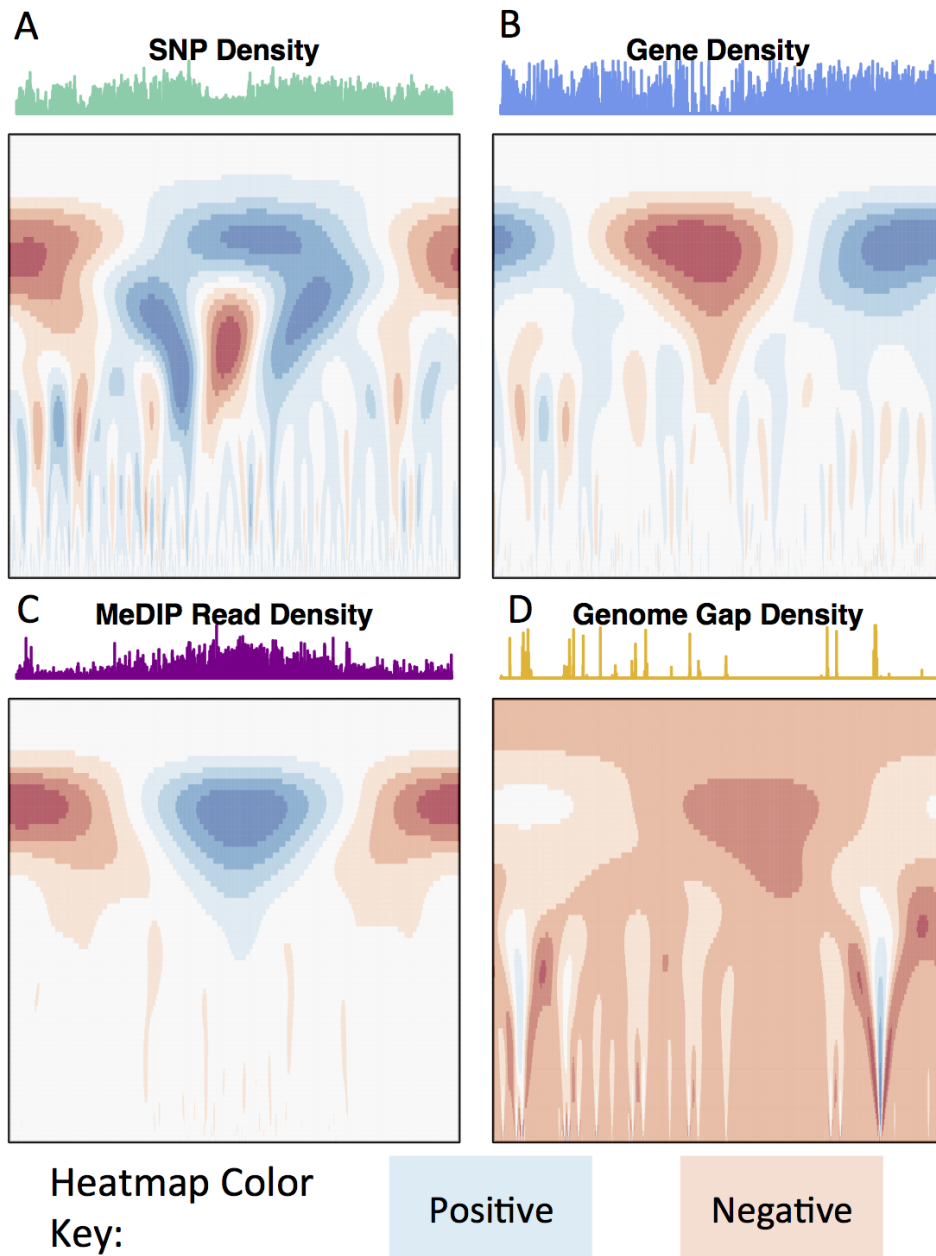 A
SNP Density
B
Gene Density
C
MeDIP Read Density
D
Genome Gap Density
Heatmap Color
Key:
Positive
Negative